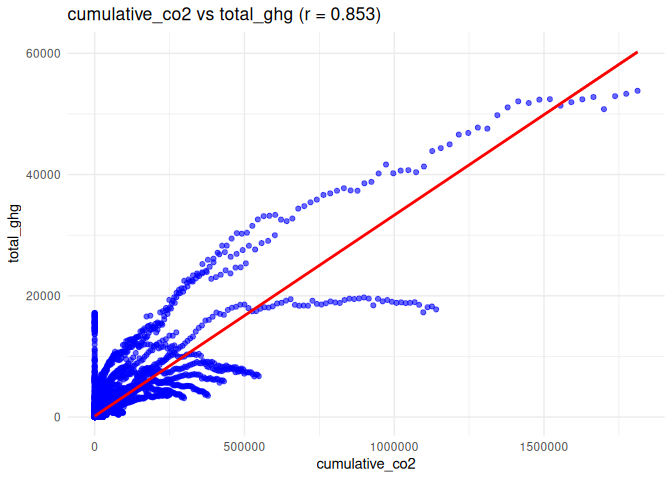 cumulative_co2 vs total_ghg (r = 0.853)
60000
40000
20000
0
total_ghg
0
500000
1000000
1500000
cumulative_co2